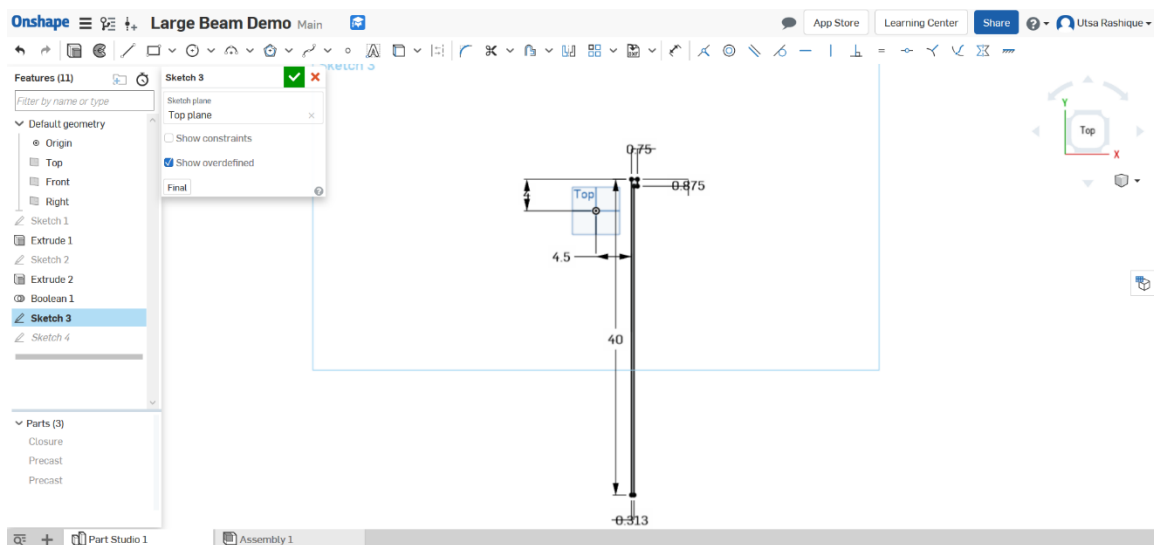 Onshape Large Beam Demo Main App Store Learning Center Share Utsa Rashique
Features (11)
Filter by name or type
Default geometry
Origin
Top
Front
Right
Sketch 1
Extrude 1
Sketch 2
Extrude 2
Boolean 1
Sketch 3
Sketch 4
Parts (3)
Closure
Precast
Precast
Sketch 3
Sketch plane
Top plane
Show constraints
Show overdefined
Final
Sketch 3
0.75
0.875
4
Top
4.5
40
0.313
Y
Top
X
Part Studio 1 Assembly 1